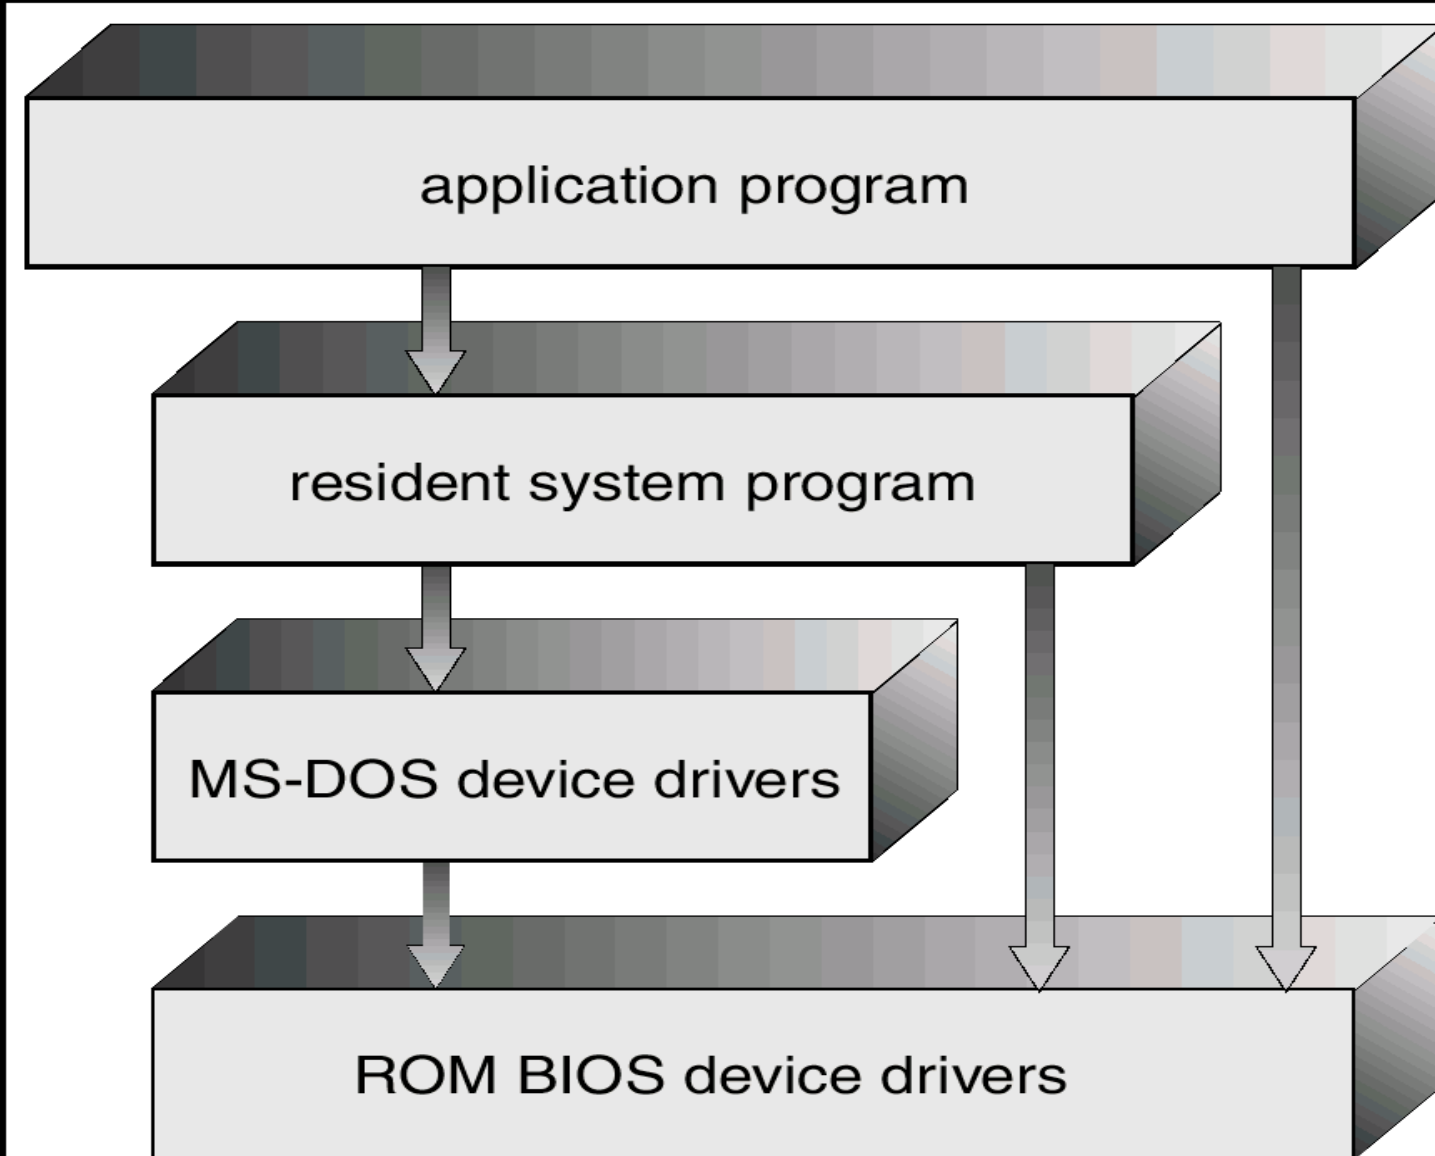 application program
resident system program
MS-DOS device drivers
ROM BIOS device drivers